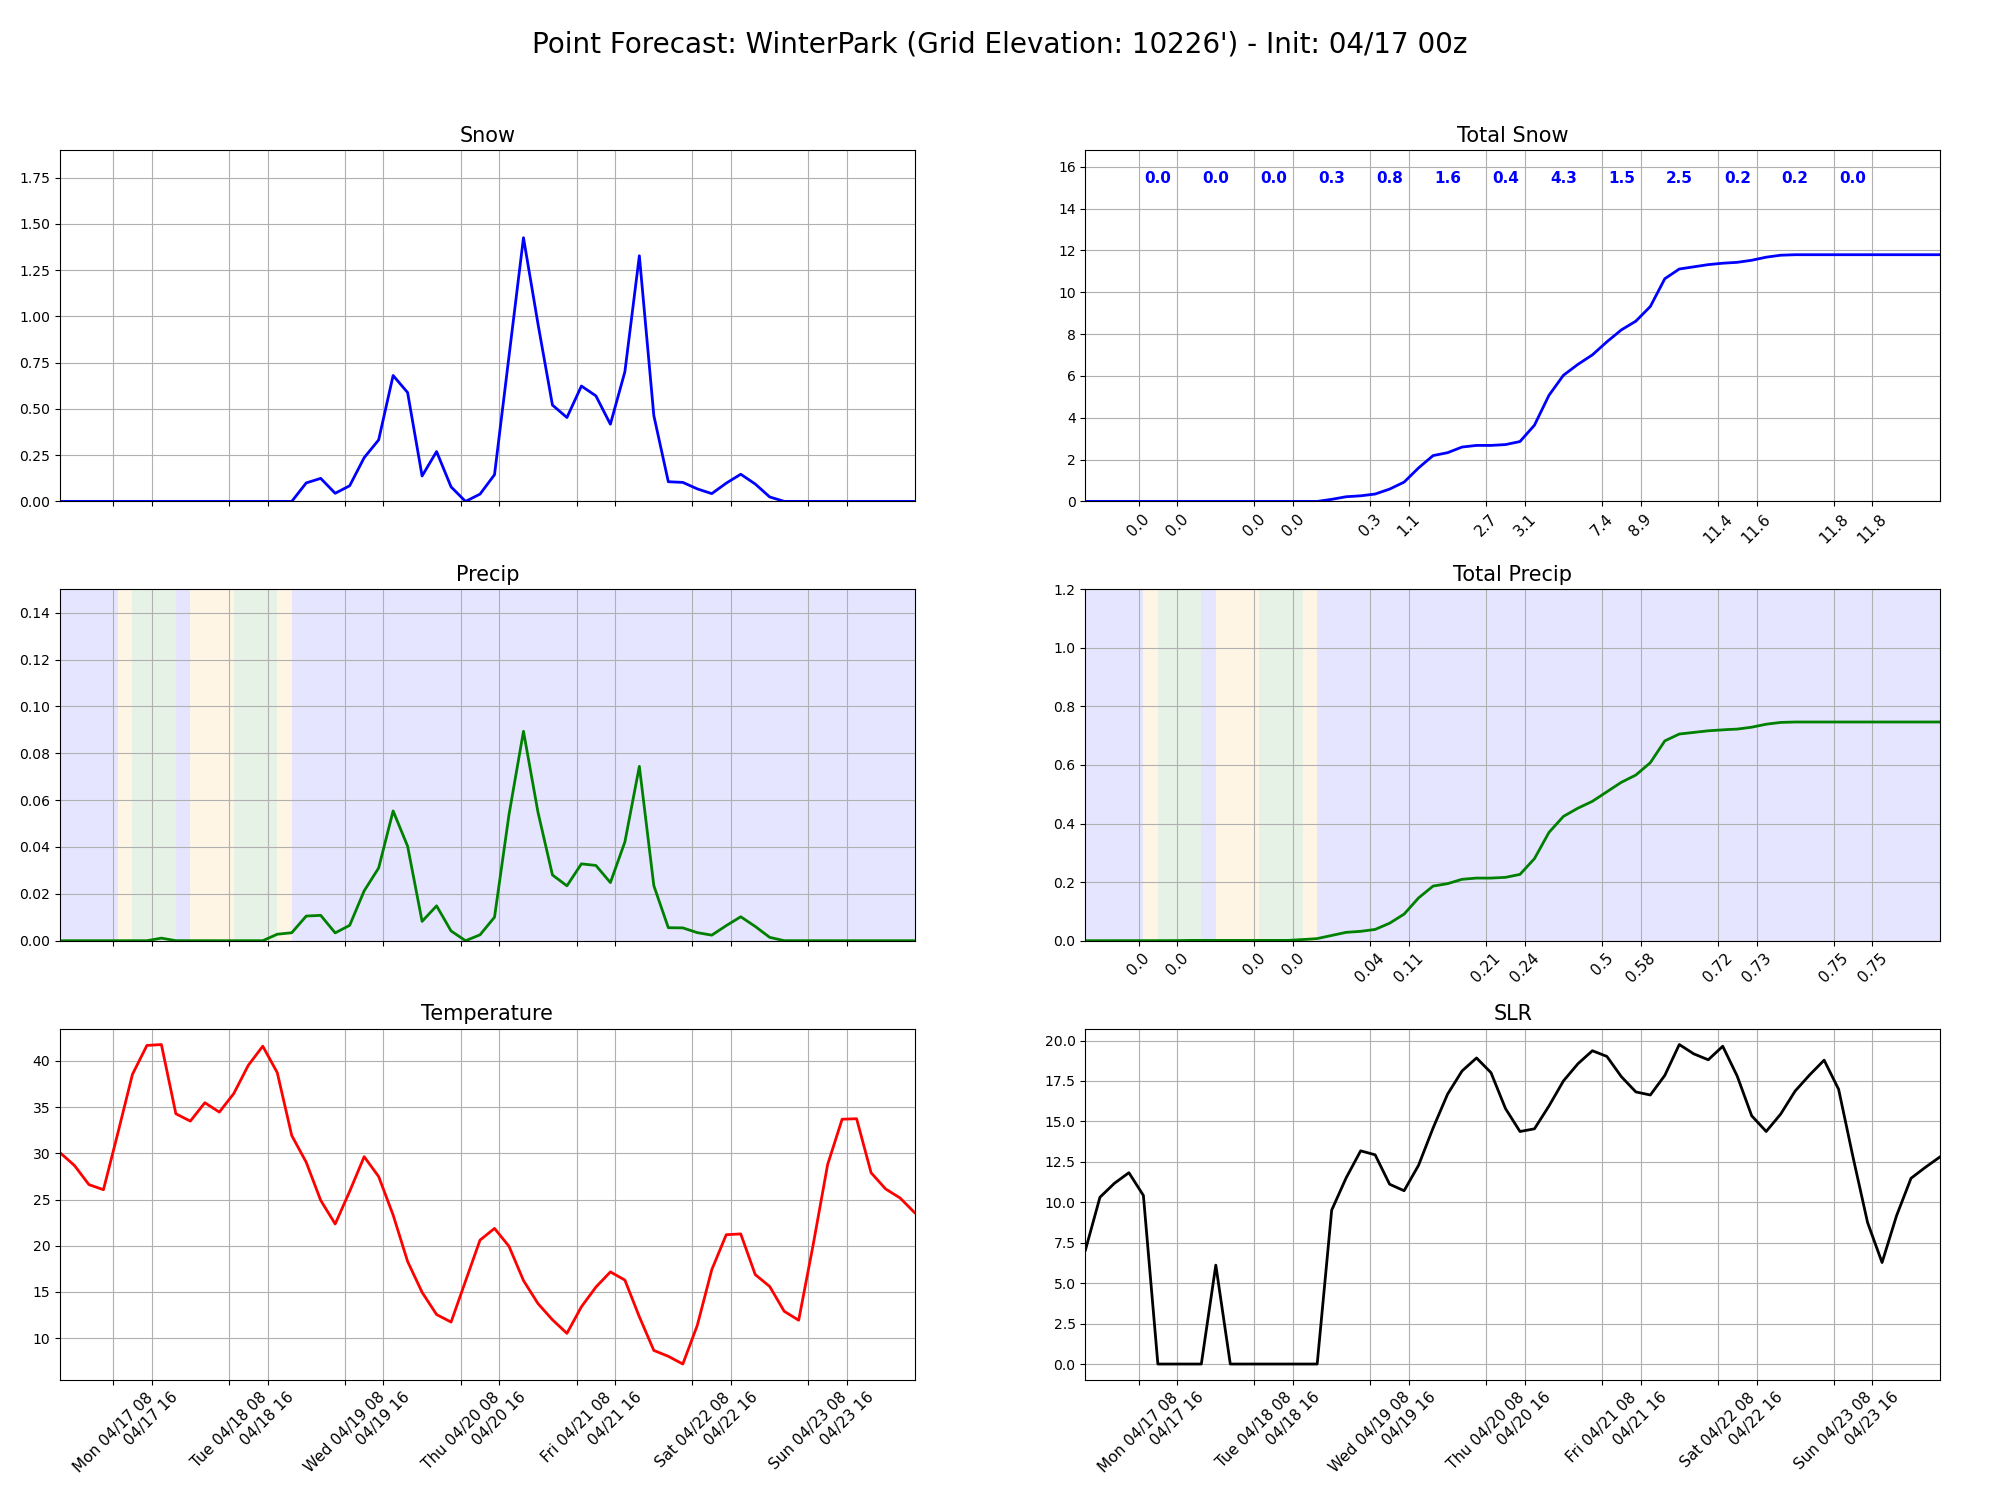 Point Forecast: WinterPark (Grid Elevation: 10226') - Init: 04/17 00z
Snow
1.75
1.50
1.25
1.00
0.75
0.50
0.25
0.00
Total Snow
16
14
12
10
8
6
4
2
0
0.0 0.0 0.0 0.3 0.8 1.6 0.4 4.3 1.5 2.5 0.2 0.2 0.0
0.0 0.0 0.0 0.0 0.3 1.1 2.7 3.1 7.4 8.9 11.4 11.6 11.8 11.8
Precip
0.14
0.12
0.10
0.08
0.06
0.04
0.02
0.00
Total Precip
1.2
1.0
0.8
0.6
0.4
0.2
0.0
0.0 0.0 0.0 0.0 0.04 0.11 0.21 0.24 0.5 0.58 0.72 0.73 0.75 0.75
Temperature
40
35
30
25
20
15
10
Mon 04/17 08
04/17 16
Tue 04/18 08
04/18 16
Wed 04/19 08
04/19 16
Thu 04/20 08
04/20 16
Fri 04/21 08
04/21 16
Sat 04/22 08
04/22 16
Sun 04/23 08
04/23 16
SLR
20.0
17.5
15.0
12.5
10.0
7.5
5.0
2.5
0.0
Mon 04/17 08
04/17 16
Tue 04/18 08
04/18 16
Wed 04/19 08
04/19 16
Thu 04/20 08
04/20 16
Fri 04/21 08
04/21 16
Sat 04/22 08
04/22 16
Sun 04/23 08
04/23 16